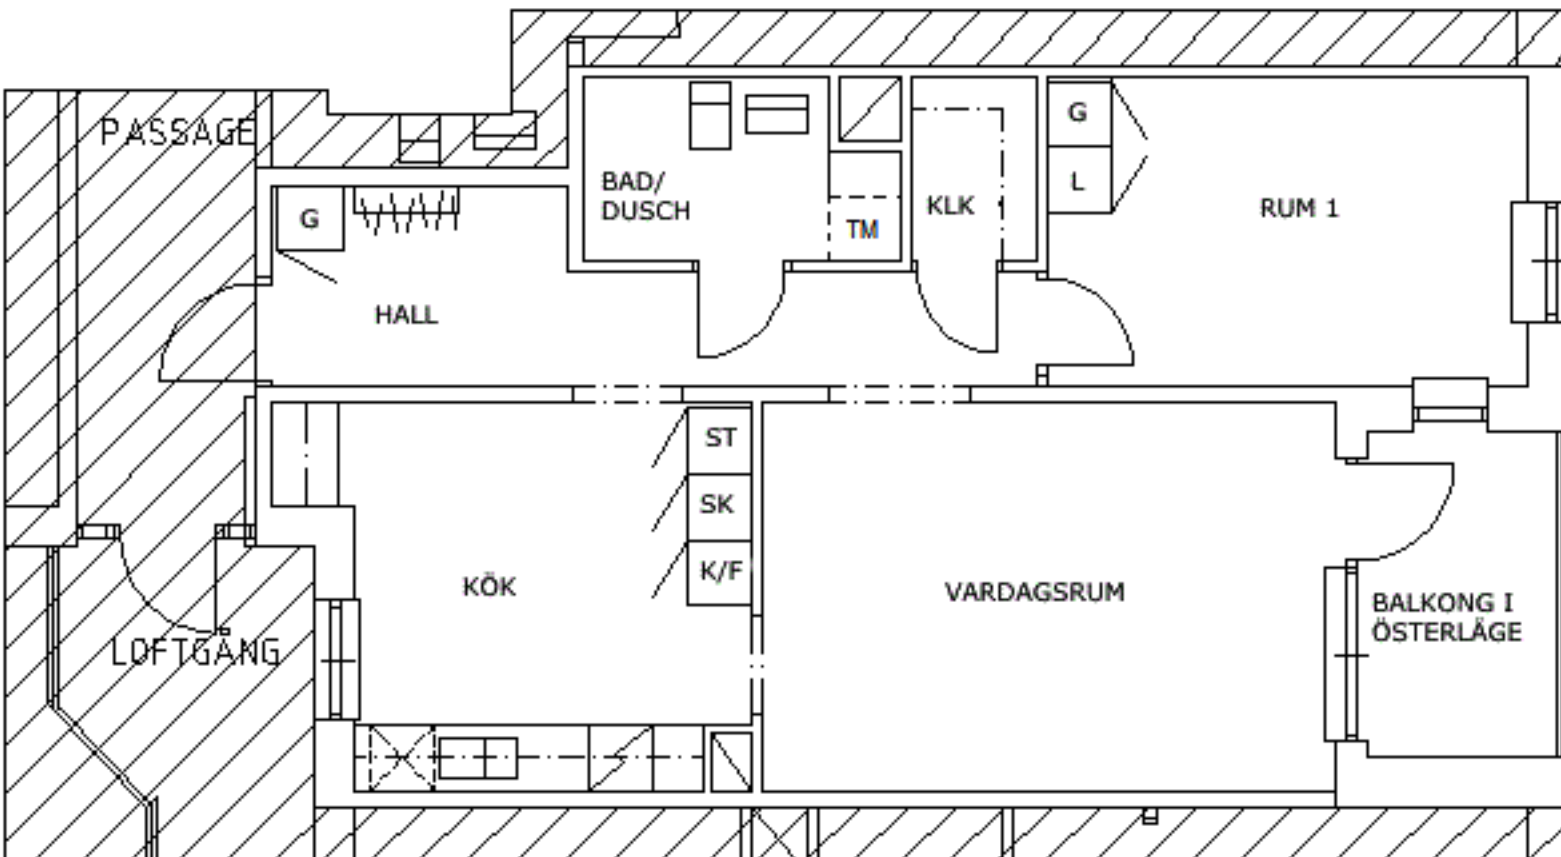 PASSAGE
G
HALL
BAD/
DUSCH
TM
KLK
G
L
RUM 1
ST
SK
K/F
KÖK
VARDAGSRUM
BALKONG I
ÖSTERLÄGE
LOFTGÅNG